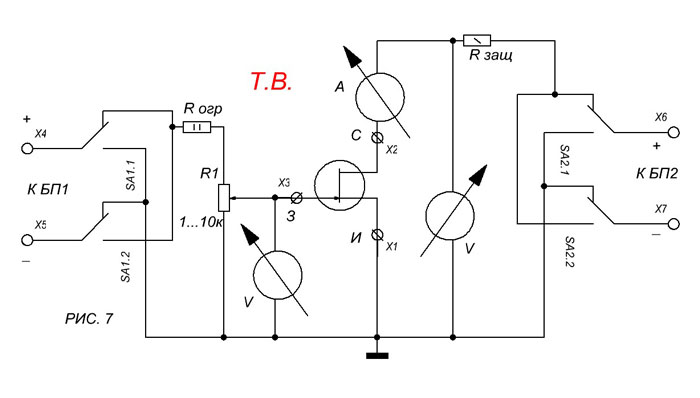 Т.В.
А
R защ
R огр
+
X4
С
X2
X6
+
К БП1
SA1.1
R1
X3
SA2.1
К БП2
X5
1...10к
З
И
X1
V
X7
_
_
SA1.2
V
SA2.2
РИС. 7